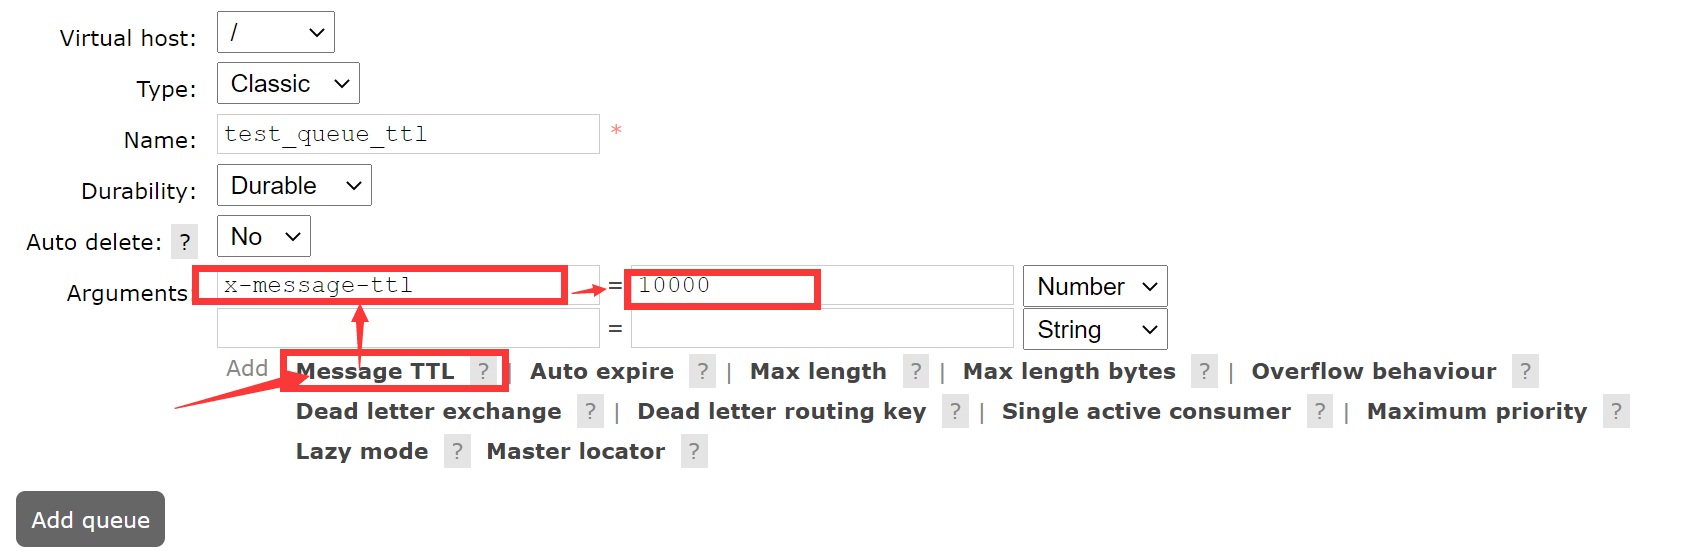 Virtual host: /
Type: Classic
Name: test_queue_ttl *
Durability: Durable
Auto delete: ? No
Arguments: x-message-ttl = 10000 Number
= String
Add Message TTL ? | Auto expire ? | Max length ? | Max length bytes ? | Overflow behaviour ?
Dead letter exchange ? | Dead letter routing key ? | Single active consumer ? | Maximum priority ?
Lazy mode ? Master locator ?
Add queue